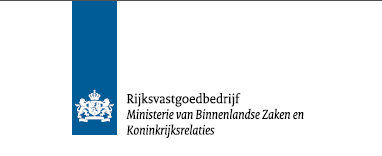 Rijksvastgoedbedrijf
Ministerie van Binnenlandse Zaken en
Koninkrijksrelaties